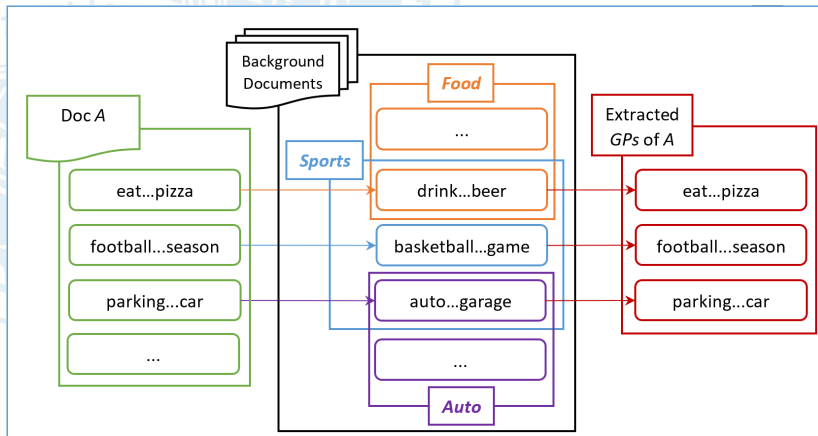 Background
Documents
Doc A
eat...pizza
football...season
parking...car
...
Food
...
Sports
drink...beer
basketball...game
auto...garage
...
Auto
Extracted
GPs of A
eat...pizza
football...season
parking...car